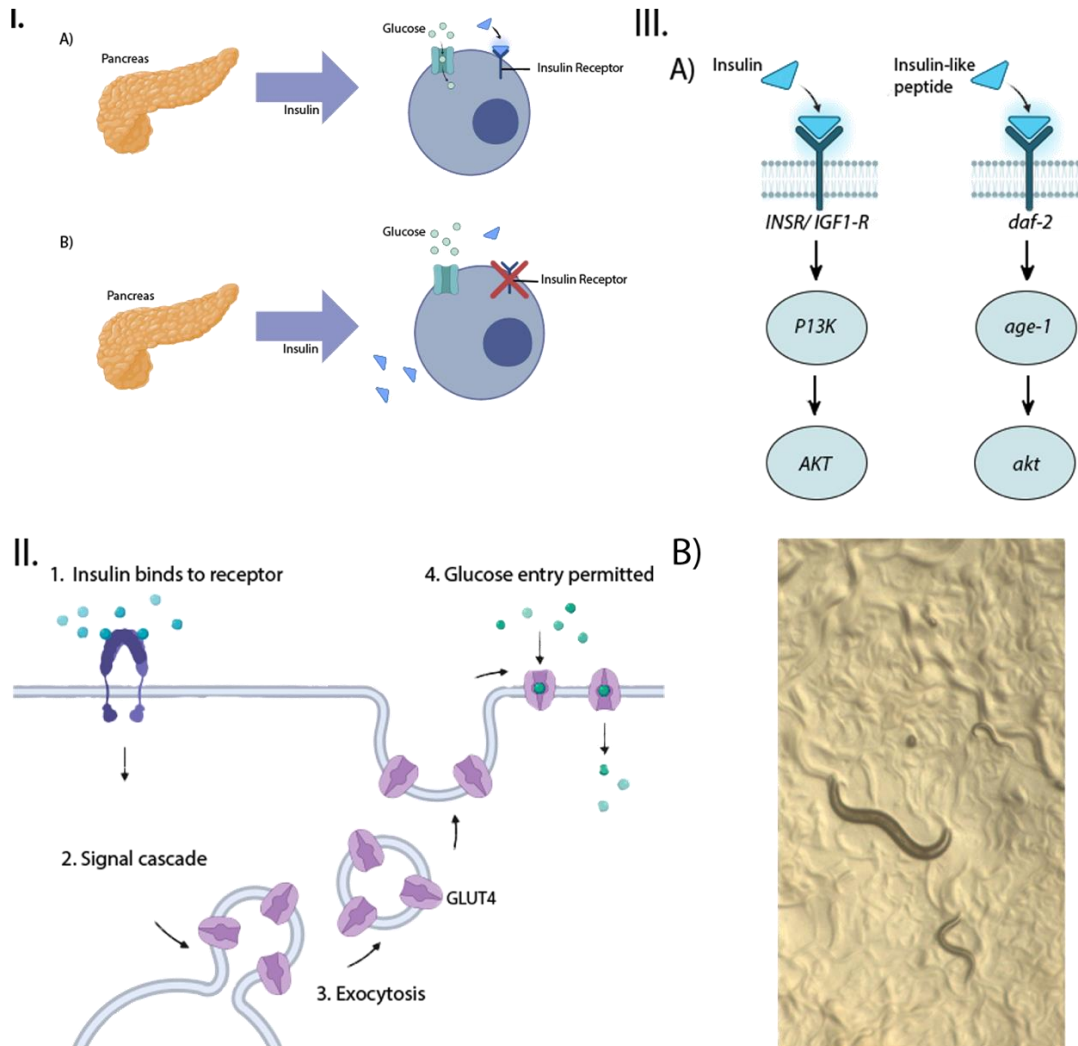 I.
A)
Pancreas
Insulin
Glucose
Insulin Receptor
B)
Pancreas
Insulin
Glucose
Insulin Receptor
II.
1. Insulin binds to receptor
2. Signal cascade
3. Exocytosis
GLUT4
4. Glucose entry permitted
III.
A)
Insulin
INSR/ IGF1-R
P13K
AKT
Insulin-like
peptide
daf-2
age-1
akt
B)